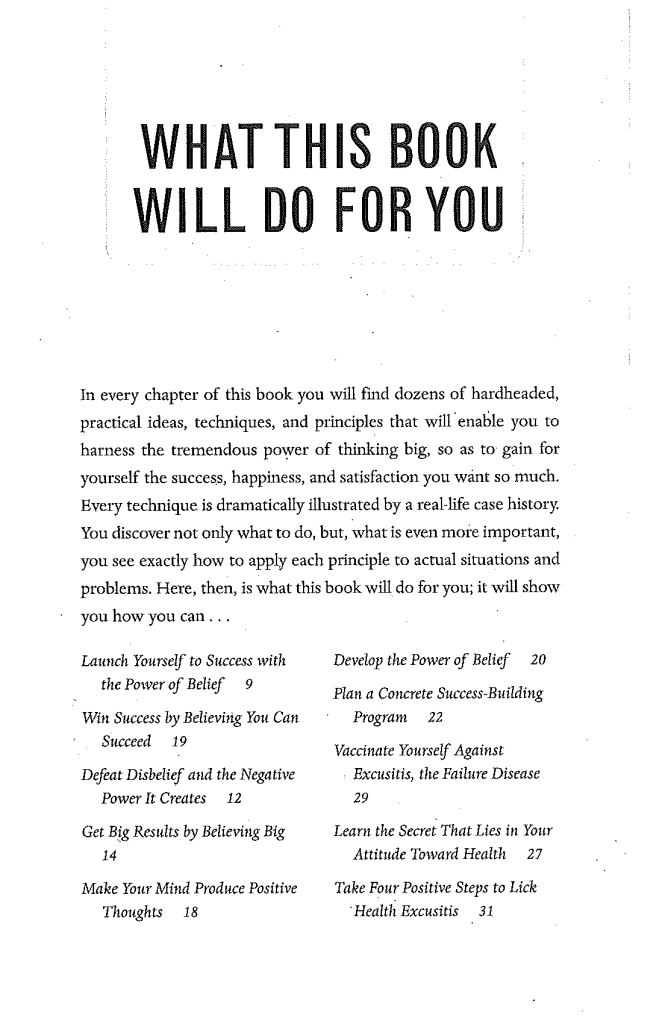 WHAT THIS BOOK
WILL DO FOR YOU
In every chapter of this book you will find dozens of hardheaded,
practical ideas, techniques, and principles that will enable you to
harness the tremendous power of thinking big, so as to gain for
yourself the success, happiness, and satisfaction you want so much.
Every technique is dramatically illustrated by a real-life case history.
You discover not only what to do, but, what is even more important,
you see exactly how to apply each principle to actual situations and
problems. Here, then, is what this book will do for you; it will show
you how you can . . .
Launch Yourself to Success with
the Power of Belief 9
Win Success by Believing You Can
Succeed 19
Defeat Disbelief and the Negative
Power It Creates 12
Get Big Results by Believing Big
14
Make Your Mind Produce Positive
Thoughts 18
Develop the Power of Belief 20
Plan a Concrete Success-Building
Program 22
Vaccinate Yourself Against
Excusitis, the Failure Disease
29
Learn the Secret That Lies in Your
Attitude Toward Health 27
Take Four Positive Steps to Lick
Health Excusitis 31